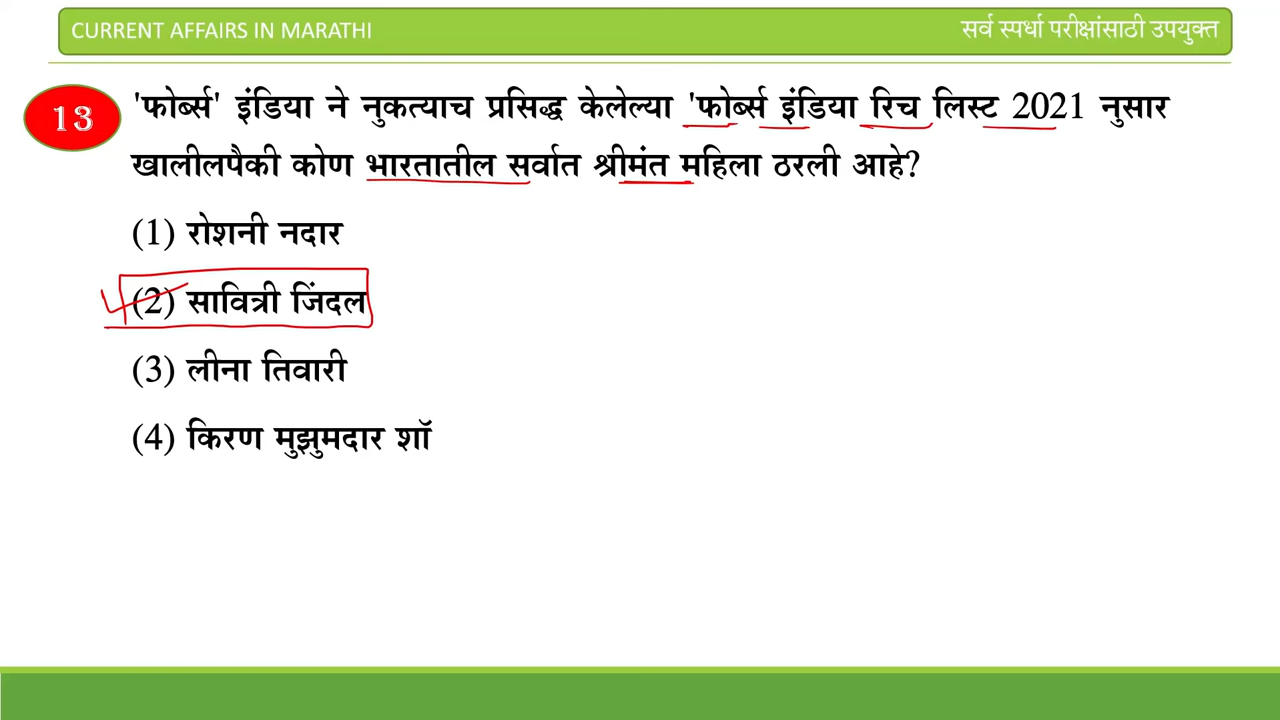 CURRENT AFFAIRS IN MARATHI
सर्व स्पर्धा परीक्षांसाठी उपयुक्त
13
'फोर्ब्स' इंडिया ने नुकत्याच प्रसिद्ध केलेल्या 'फोर्ब्स इंडिया रिच लिस्ट 2021 नुसार
खालीलपैकी कोण भारतातील सर्वात श्रीमंत महिला ठरली आहे?
(1) रोशनी नदार
(2) सावित्री जिंदल
(3) लीना तिवारी
(4) किरण मुझुमदार शॉ